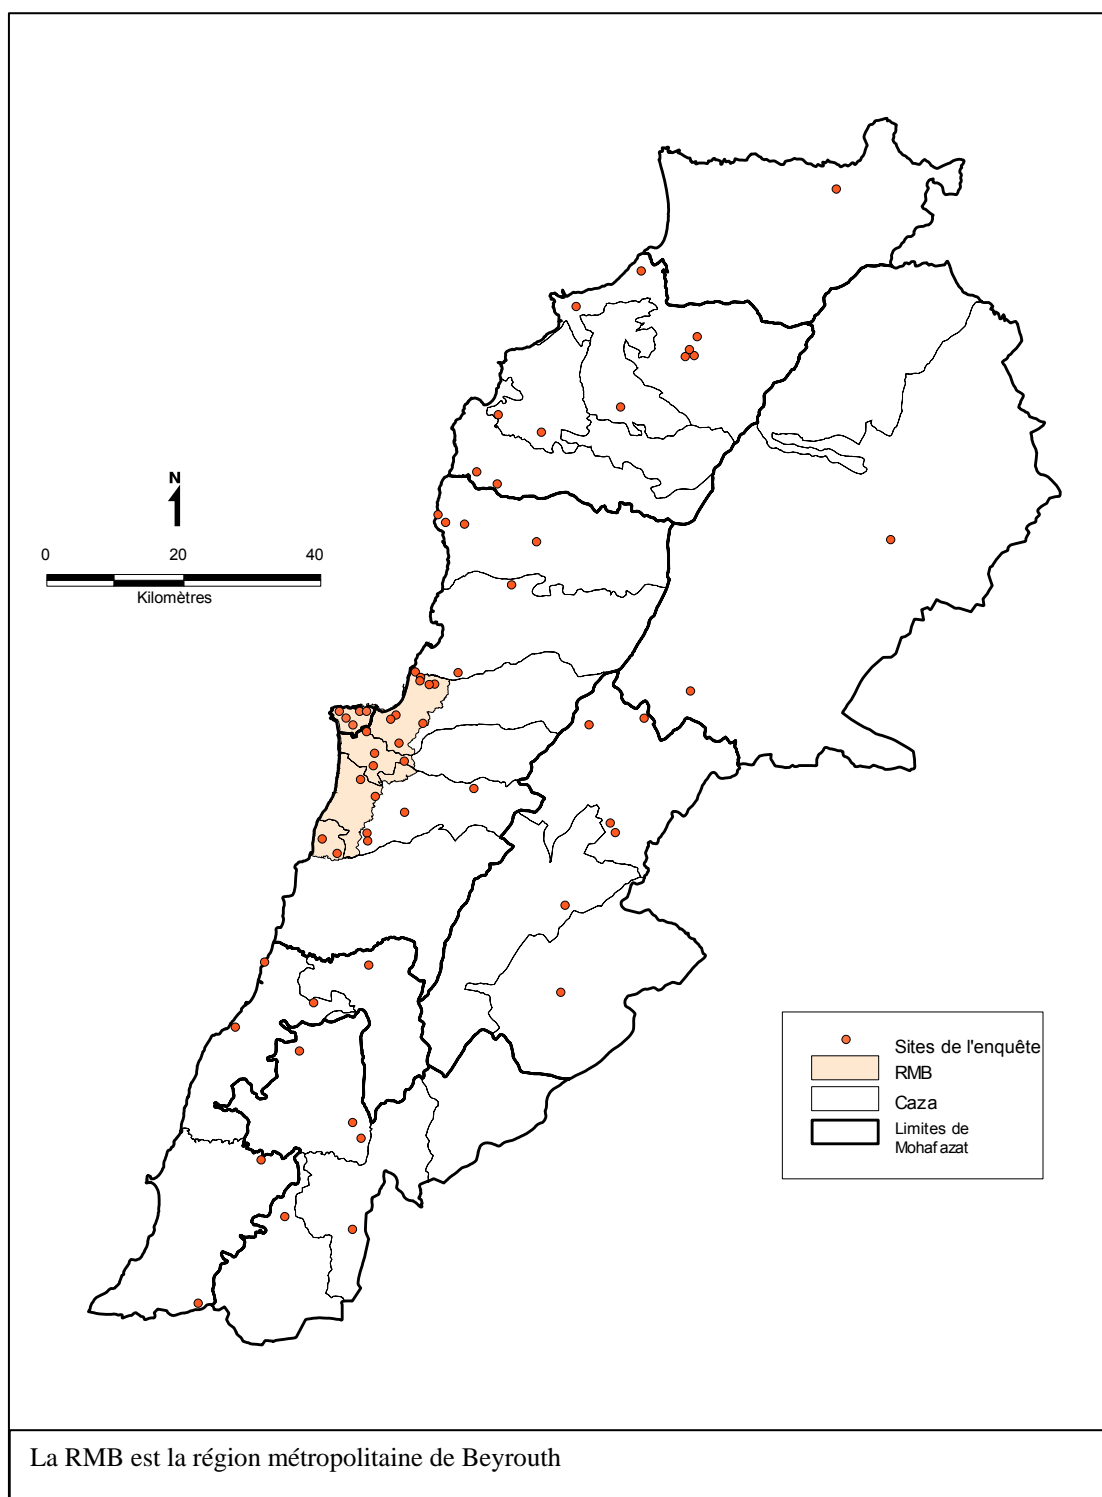 N
0 20 40
Kilomètres
Sites de l'enquête
RMB
Caza
Limites de
Mohafazat
La RMB est la région métropolitaine de Beyrouth